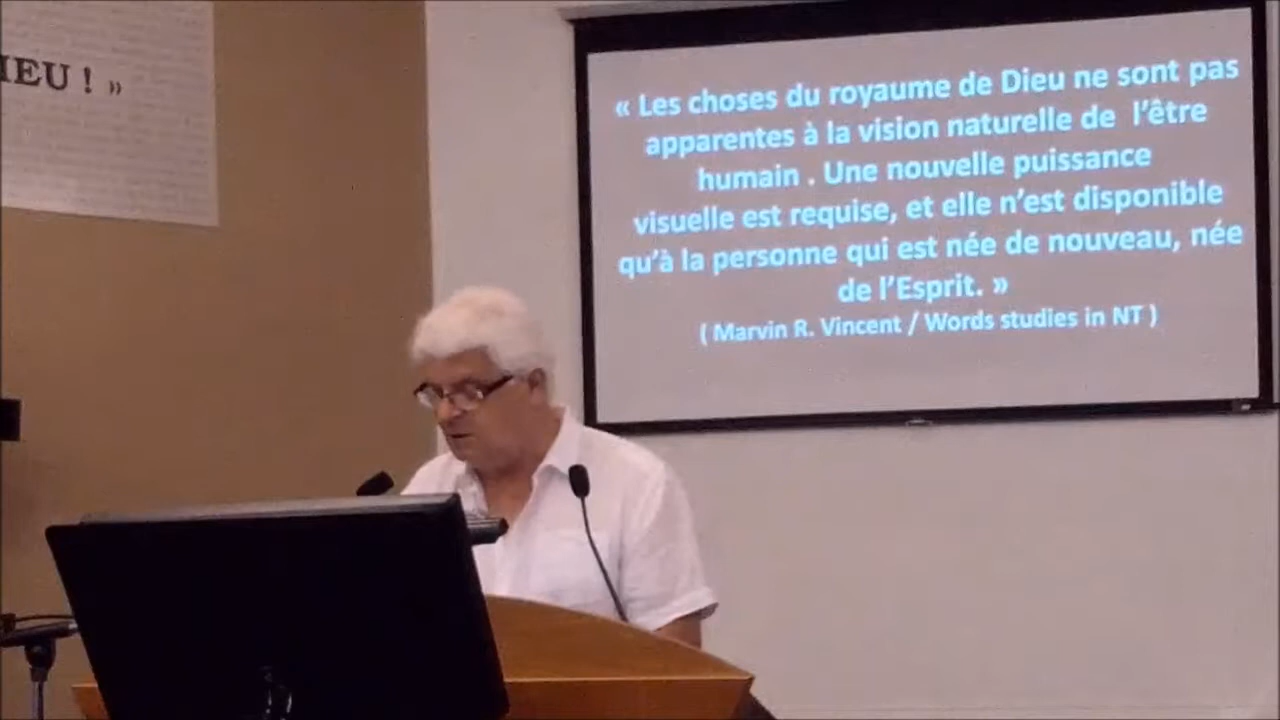 IEU ! »
« Les choses du royaume de Dieu ne sont pas
apparentes à la vision naturelle de l’être
humain . Une nouvelle puissance
visuelle est requise, et elle n’est disponible
qu’à la personne qui est née de nouveau, née
de l’Esprit. »
( Marvin R. Vincent / Words studies in NT )